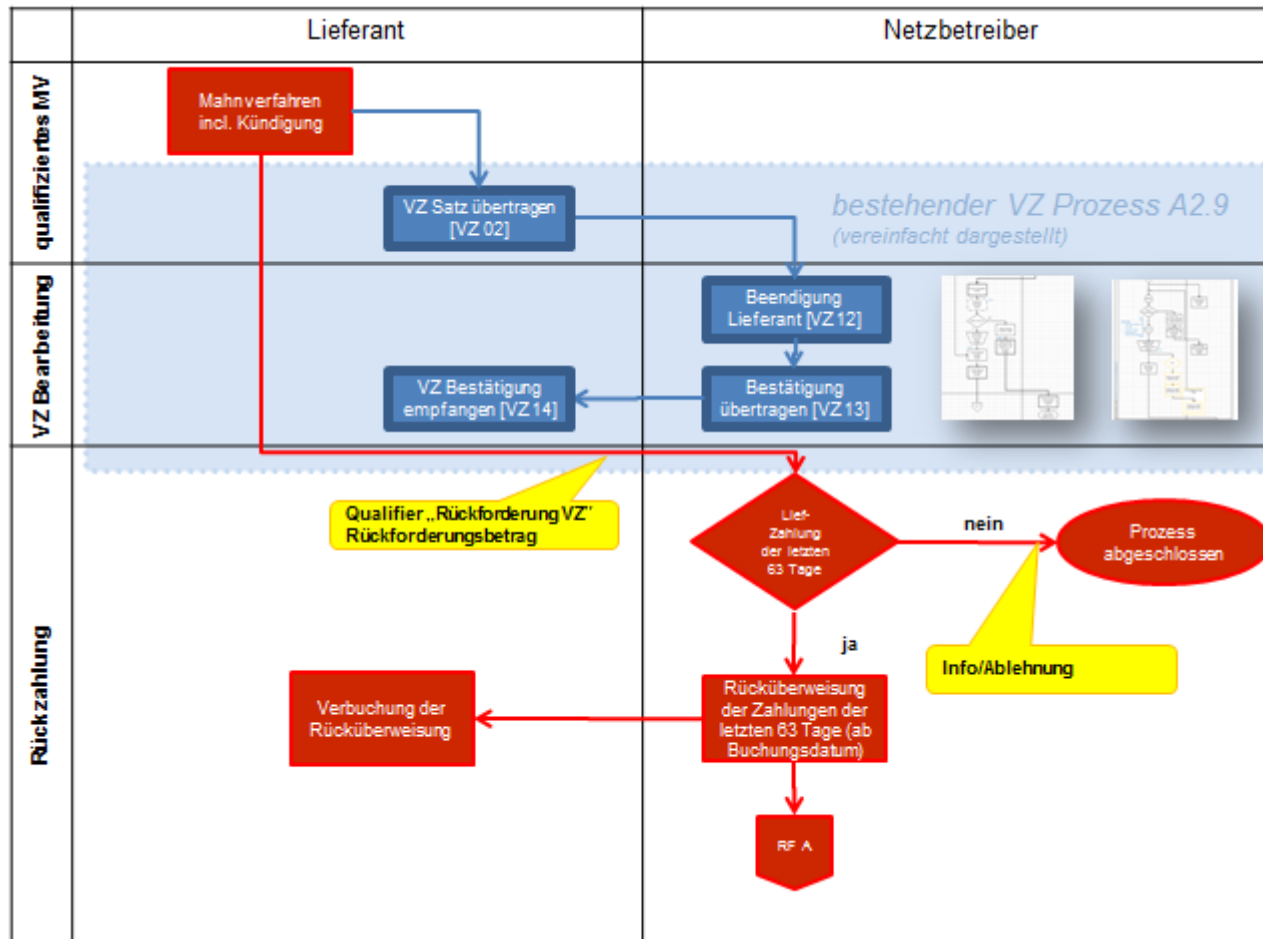 Lieferant
Netzbetreiber
qualifiziertes MV
Mahnverfahren
incl. Kündigung
VZ Satz übertragen
[VZ 02]
bestehender VZ Prozess A2.9
(vereinfacht dargestellt)
VZ Bearbeitung
Beendigung
Lieferant [VZ 12]
VZ Bestätigung
empfangen [VZ 14]
Bestätigung
übertragen [VZ 13]
Rückzahlung
Qualifier „Rückforderung VZ"
Rückforderungsbetrag
Lief-
Zahlung
der letzten
63 Tage
nein
Prozess
abgeschlossen
ja
Info/Ablehnung
Verbuchung der
Rücküberweisung
Rücküberweisung
der Zahlungen der
letzten 63 Tage (ab
Buchungsdatum)
RF A